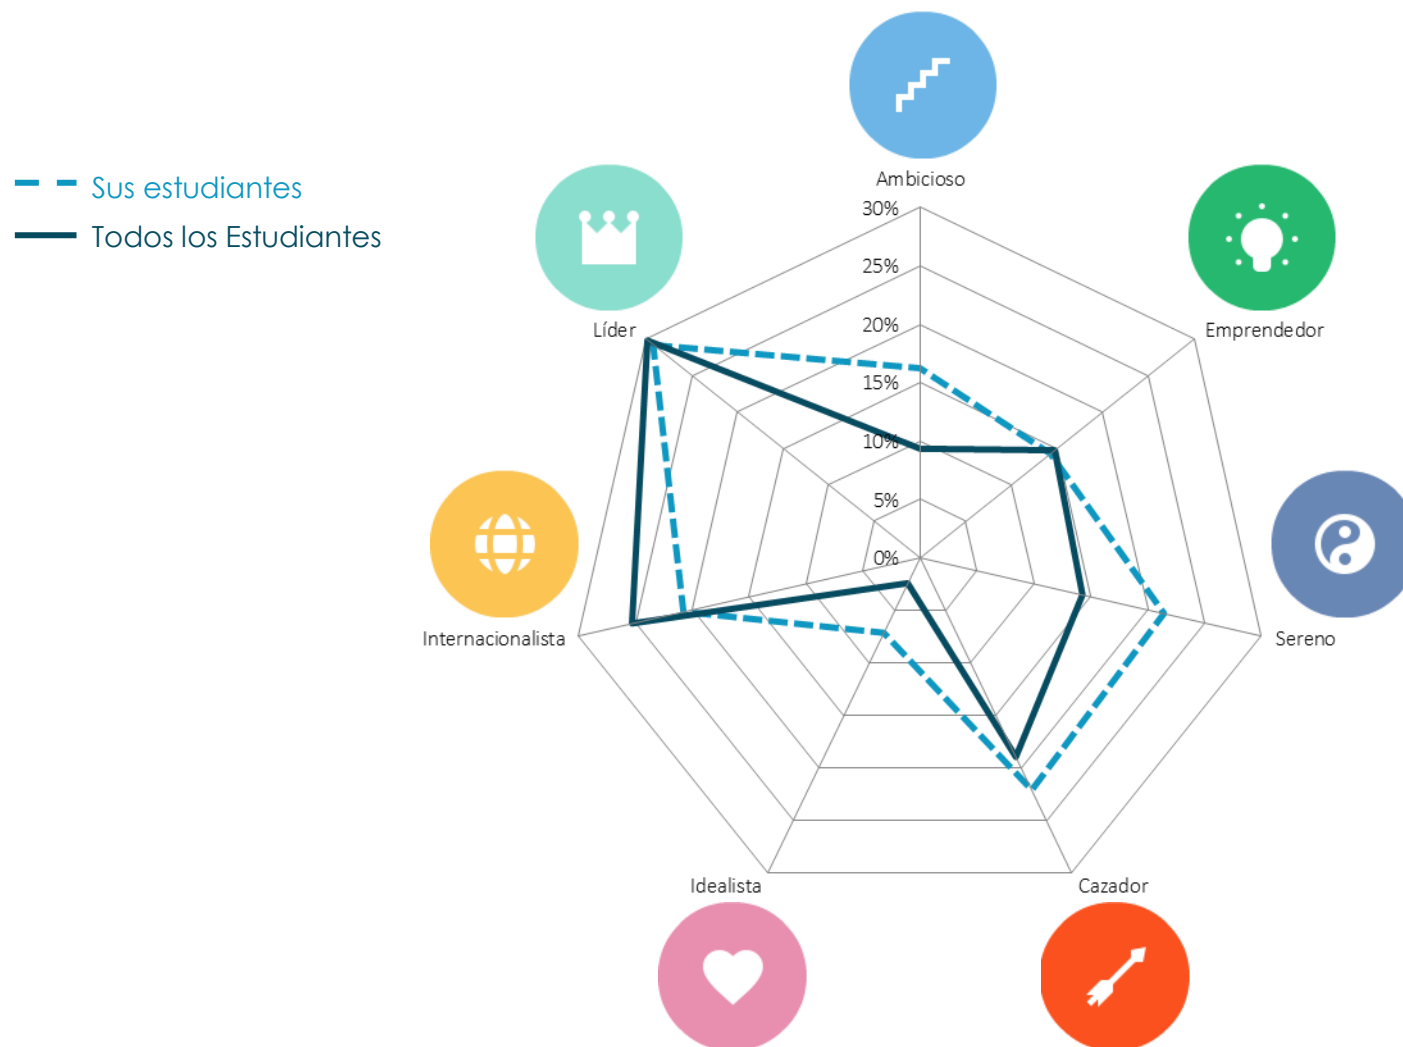 Sus estudiantes
Todos los Estudiantes
Ambicioso
30%
25%
20%
15%
10%
5%
0%
Emprendedor
Sereno
Cazador
Idealista
Internacionalista
Líder